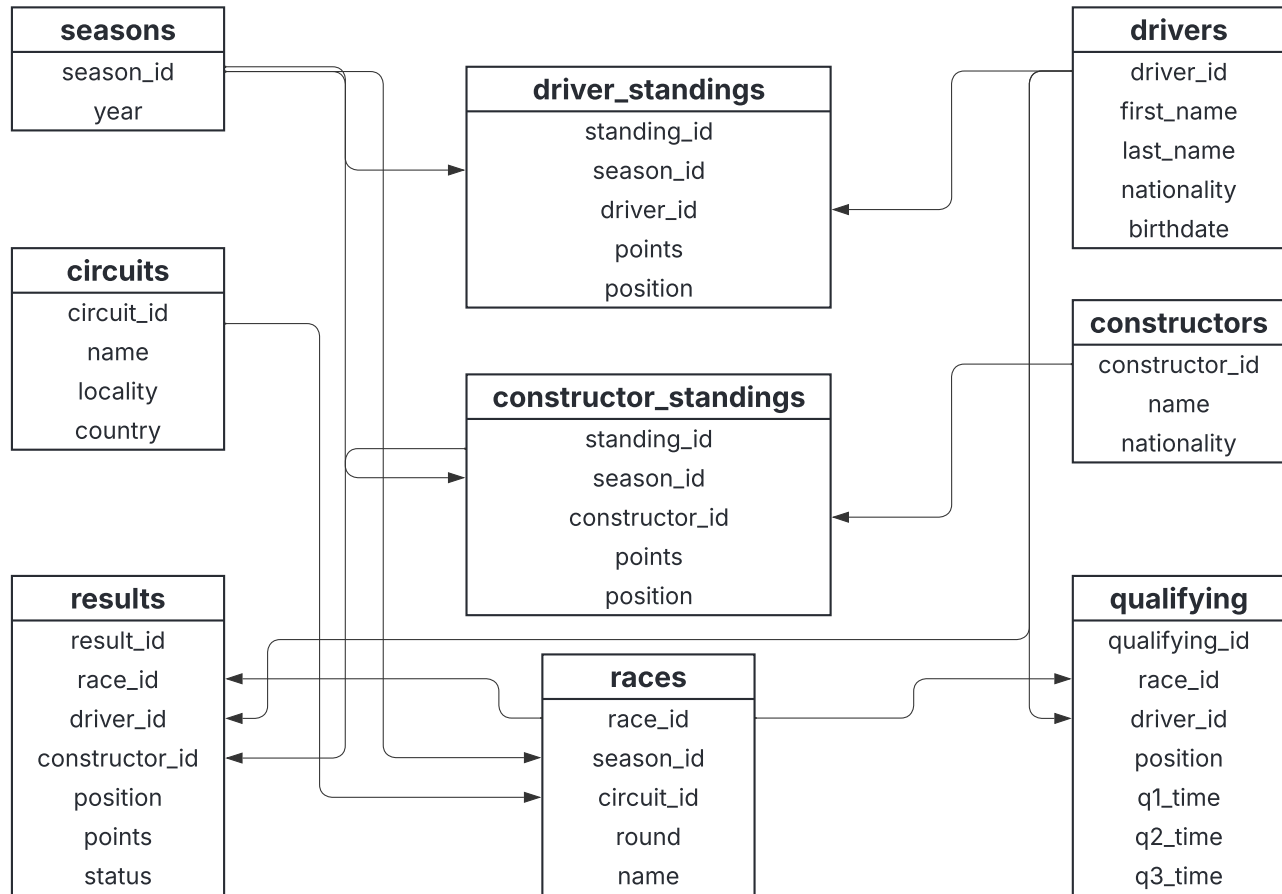 seasons
season_id
year
driver_standings
standing_id
season_id
driver_id
points
position
drivers
driver_id
first_name
last_name
nationality
birthdate
circuits
circuit_id
name
locality
country
constructor_standings
standing_id
season_id
constructor_id
points
position
constructors
constructor_id
name
nationality
results
result_id
race_id
driver_id
constructor_id
position
points
status
races
race_id
season_id
circuit_id
round
name
qualifying
qualifying_id
race_id
driver_id
position
q1_time
q2_time
q3_time